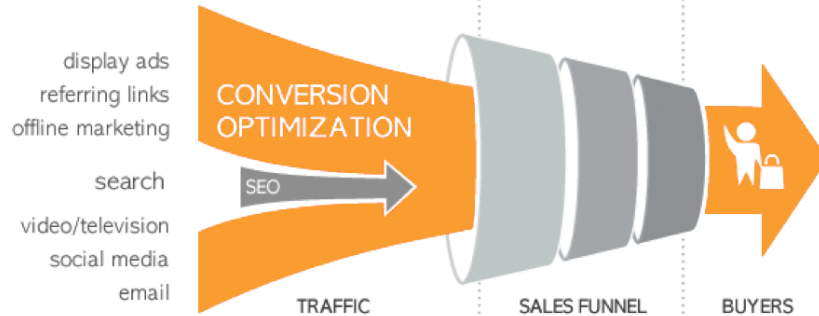 display ads
referring links
offline marketing
search
video/television
social media
email
CONVERSION
OPTIMIZATION
SEO
TRAFFIC
SALES FUNNEL
BUYERS